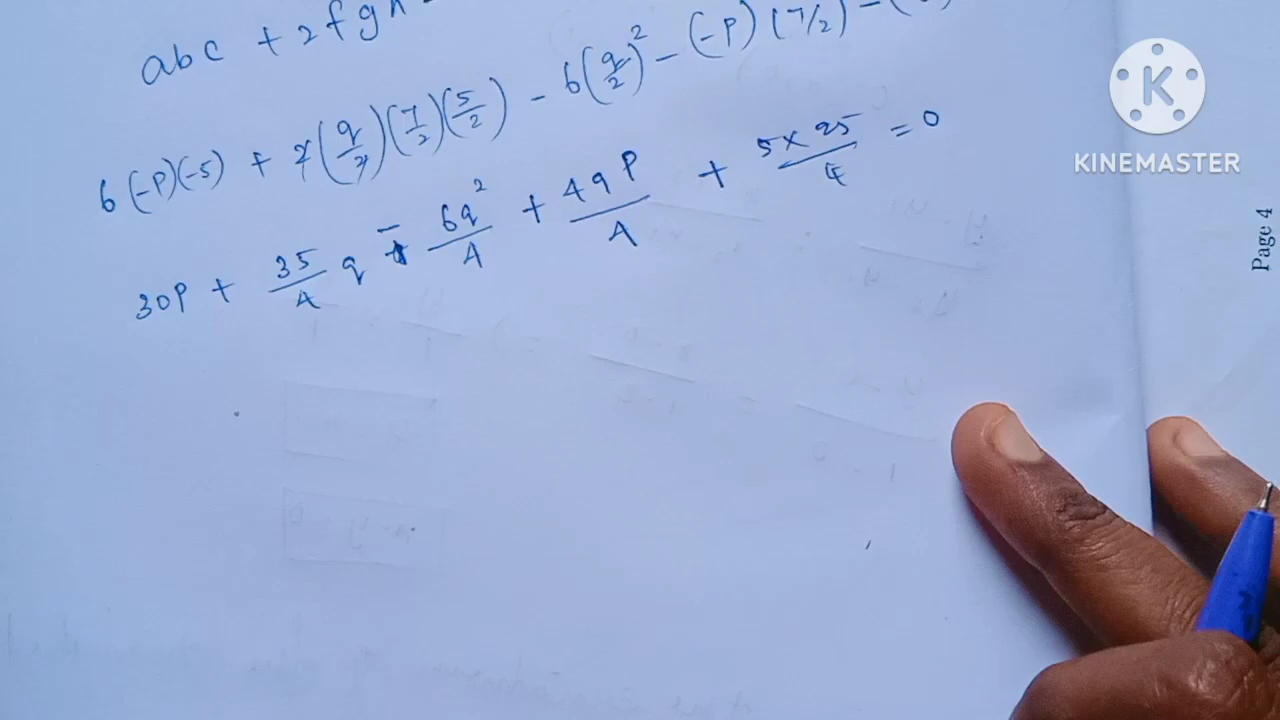 abc + 2fgh
6(-P)(-5) + 2(q/2)(7/2)(5/2) - 6(q/2)² - (-P)(7/2) - (
30P + 35/4 q - 6q²/4 + 49P/4 + 5×25/4 = 0
K
KINEMASTER
Page 4